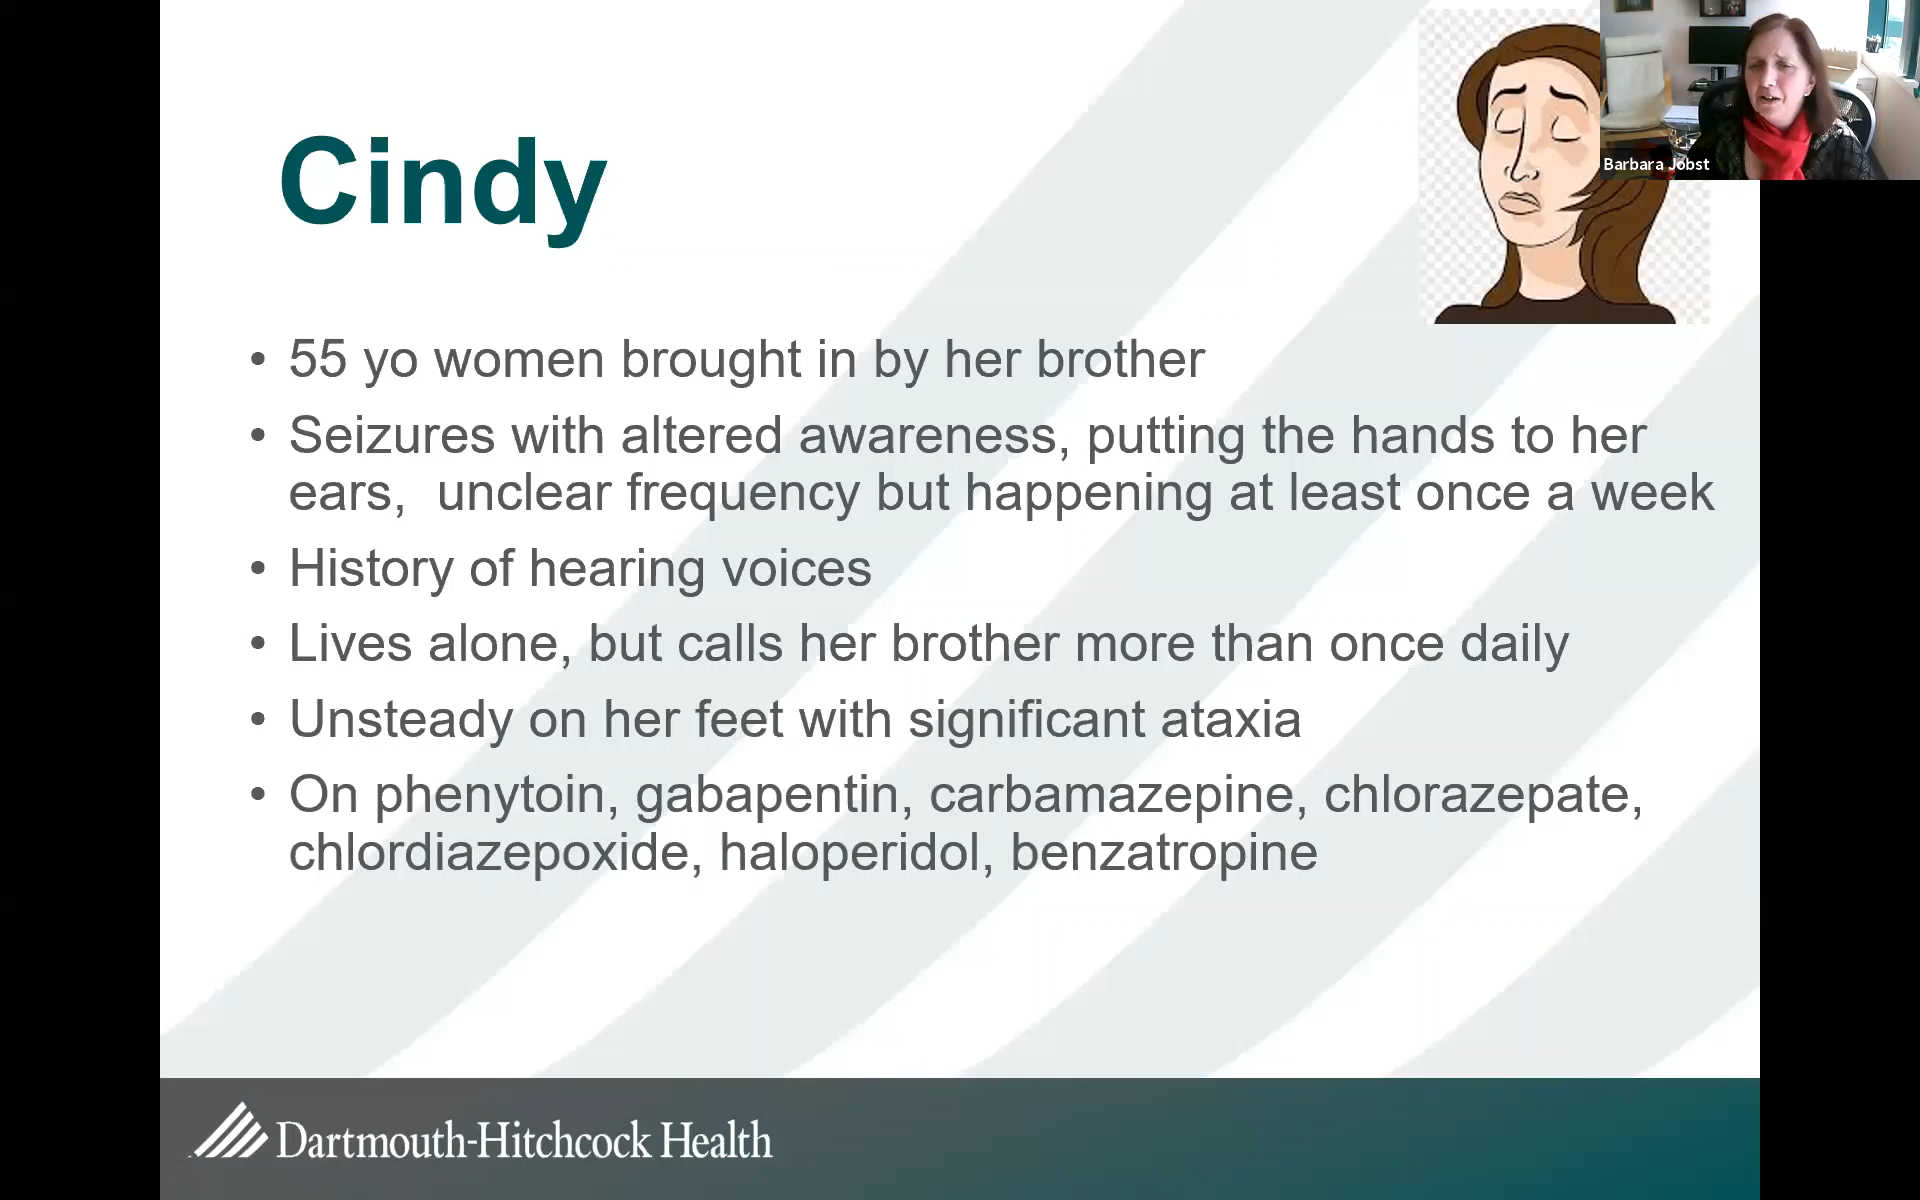 Barbara Jobst
Cindy
• 55 yo women brought in by her brother
• Seizures with altered awareness, putting the hands to her
ears,  unclear frequency but happening at least once a week
• History of hearing voices
• Lives alone, but calls her brother more than once daily
• Unsteady on her feet with significant ataxia
• On phenytoin, gabapentin, carbamazepine, chlorazepate,
chlordiazepoxide, haloperidol, benzatropine
Dartmouth-Hitchcock Health